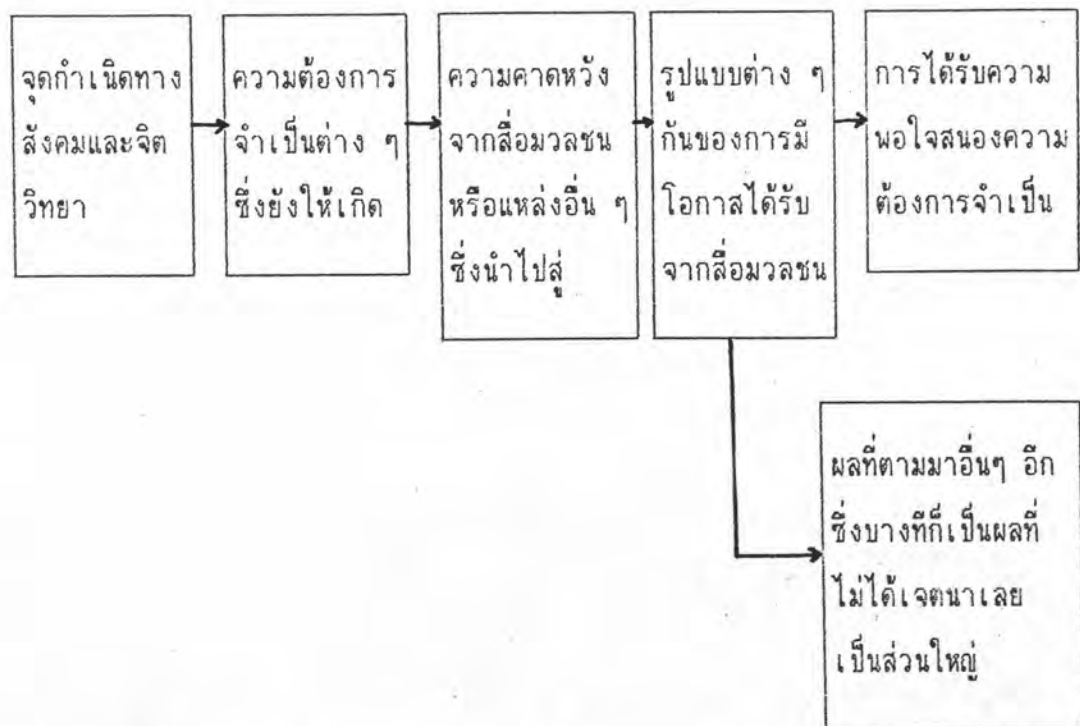 จุดกำเนิดทาง
สังคมและจิต
วิทยา
ความต้องการ
จำเป็นต่าง ๆ
ซึ่งยังให้เกิด
ความคาดหวัง
จากสื่อมวลชน
หรือแหล่งอื่น ๆ
ซึ่งนำไปสู่
รูปแบบต่าง ๆ
กันของการมี
โอกาสได้รับ
จากสื่อมวลชน
การได้รับความ
พอใจสนองความ
ต้องการจำเป็น
ผลที่ตามมาอื่นๆ อีก
ซึ่งบางทีก็เป็นผลที่
ไม่ได้เจตนาเลย
เป็นส่วนใหญ่